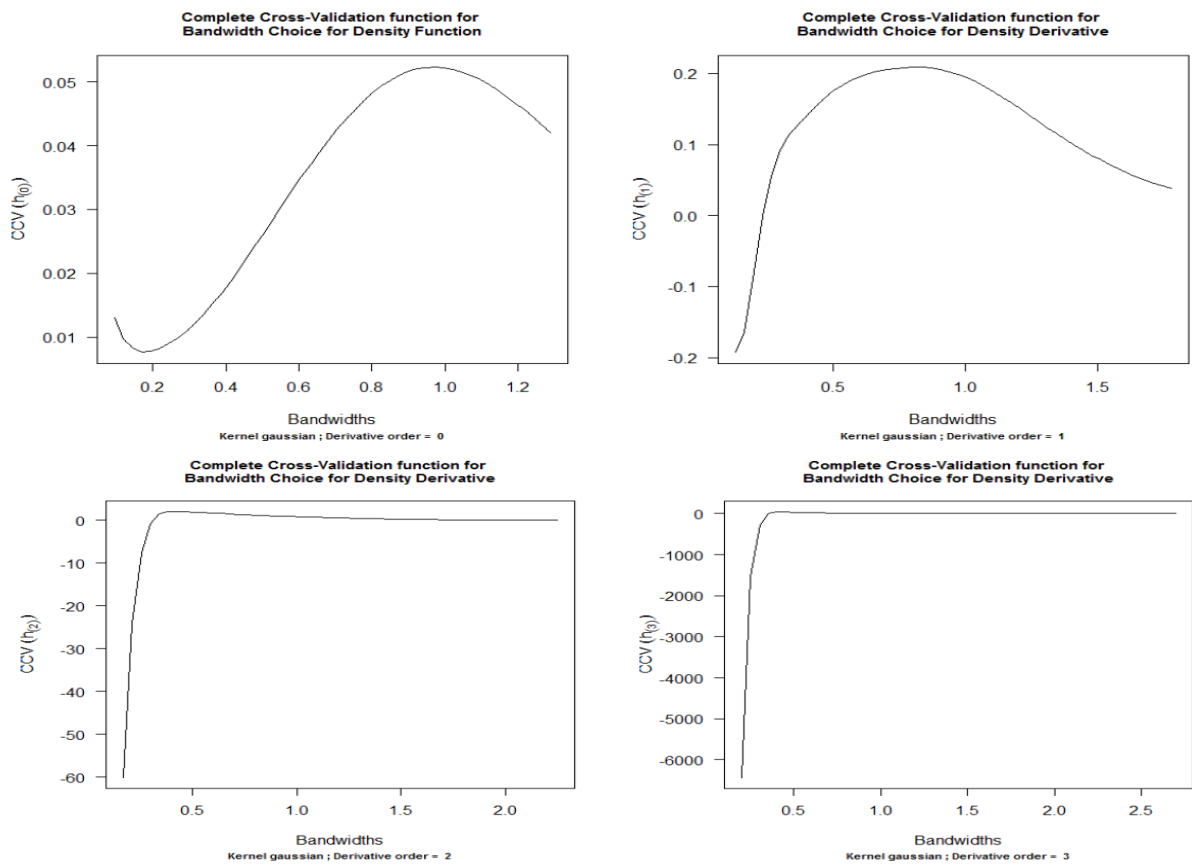 Complete Cross-Validation function for
Bandwidth Choice for Density Function
0.05
0.04
0.03
0.02
0.01
CCV (h(0))
0.2 0.4 0.6 0.8 1.0 1.2
Bandwidths
Kernel gaussian ; Derivative order = 0
Complete Cross-Validation function for
Bandwidth Choice for Density Derivative
0.2
0.1
0.0
-0.1
-0.2
CCV (h(1))
0.5 1.0 1.5
Bandwidths
Kernel gaussian ; Derivative order = 1
Complete Cross-Validation function for
Bandwidth Choice for Density Derivative
0
-10
-20
-30
-40
-50
-60
CCV (h(2))
0.5 1.0 1.5 2.0
Bandwidths
Kernel gaussian ; Derivative order = 2
Complete Cross-Validation function for
Bandwidth Choice for Density Derivative
0
-1000
-2000
-3000
-4000
-5000
-6000
CCV (h(3))
0.5 1.0 1.5 2.0 2.5
Bandwidths
Kernel gaussian ; Derivative order = 3